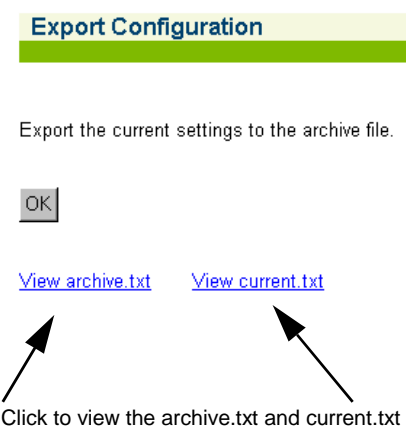 Export Configuration
Export the current settings to the archive file.
OK
View archive.txt View current.txt
Click to view the archive.txt and current.txt